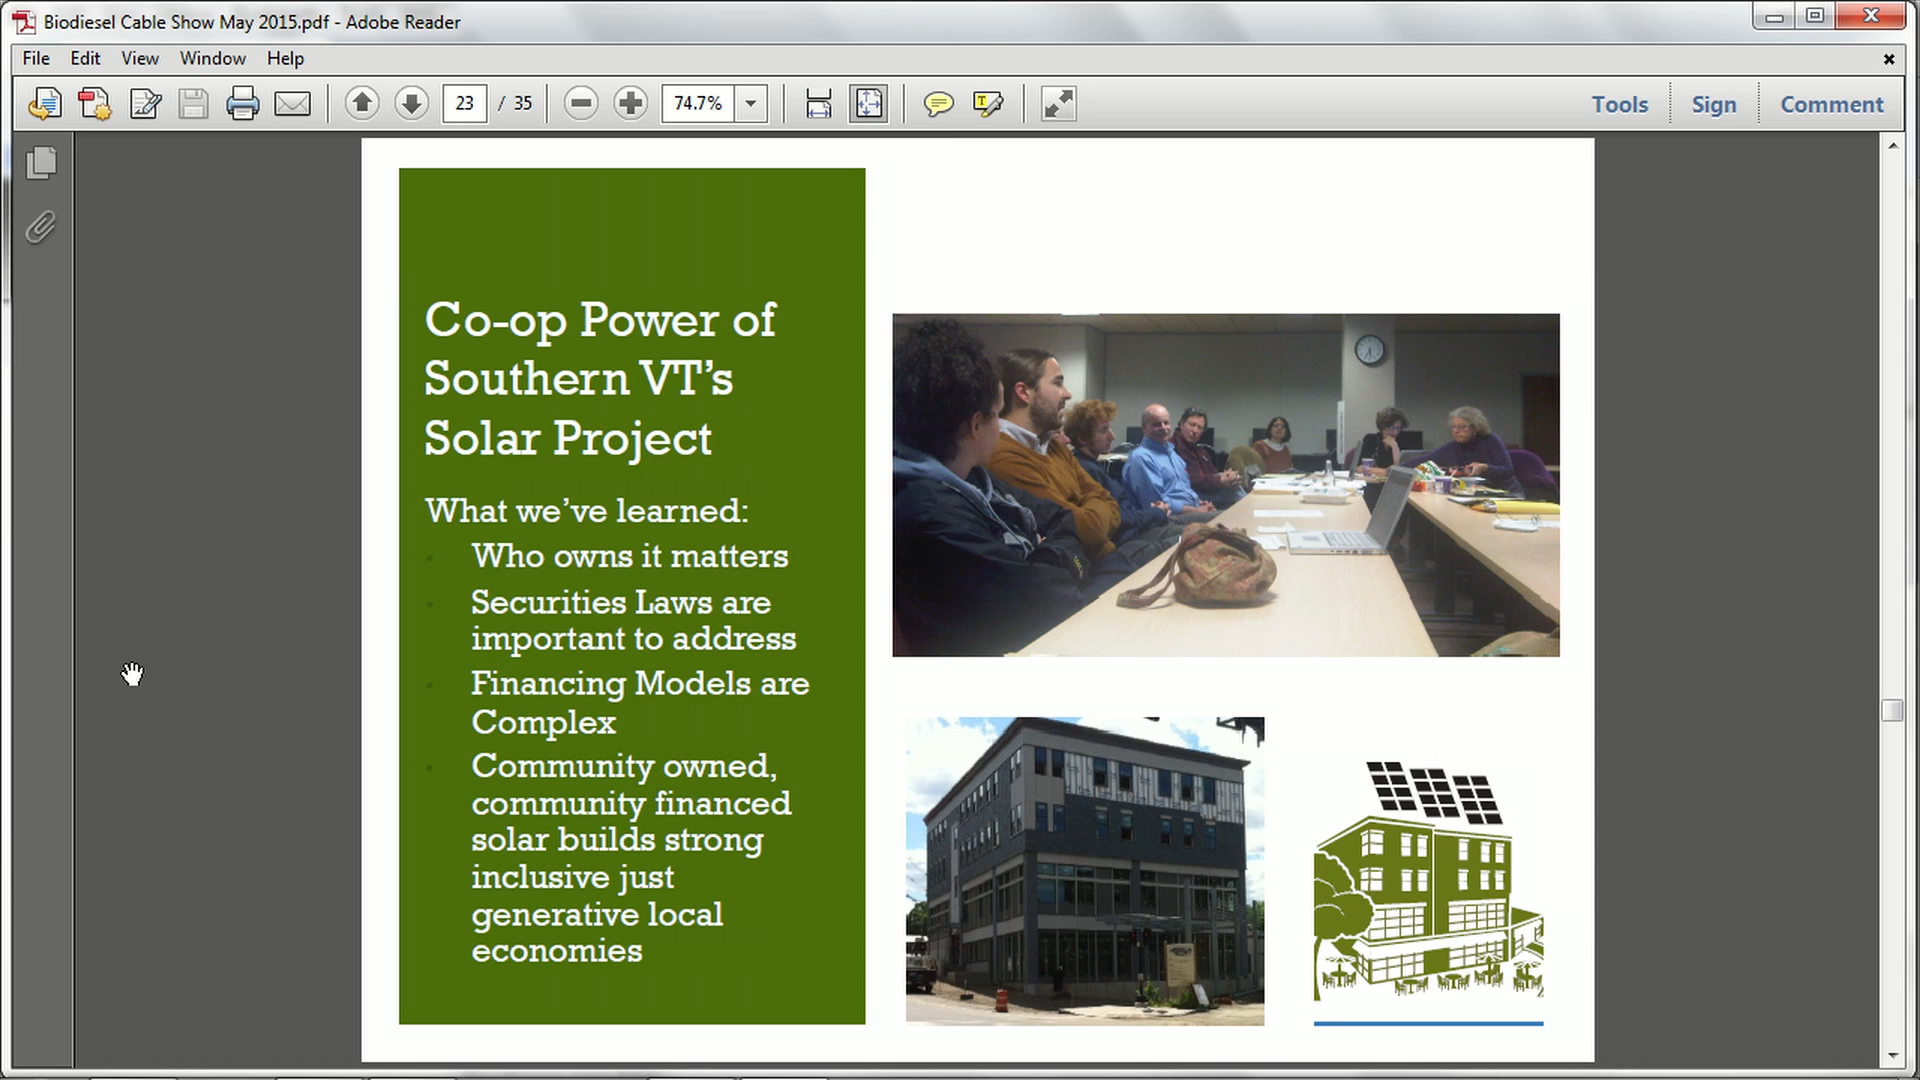 Biodiesel Cable Show May 2015.pdf - Adobe Reader
File Edit View Window Help
23 / 35 74.7% Tools Sign Comment
Co-op Power of
Southern VT’s
Solar Project
What we’ve learned:
Who owns it matters
Securities Laws are
important to address
Financing Models are
Complex
Community owned,
community financed
solar builds strong
inclusive just
generative local
economies